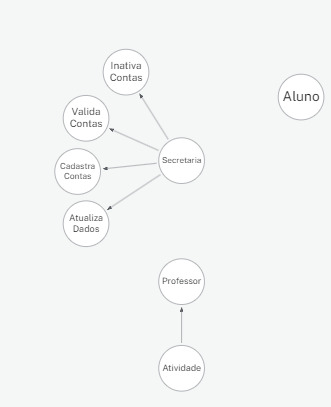 Inativa
Contas
Aluno
Valida
Contas
Secretaria
Cadastra
Contas
Atualiza
Dados
Professor
Atividade